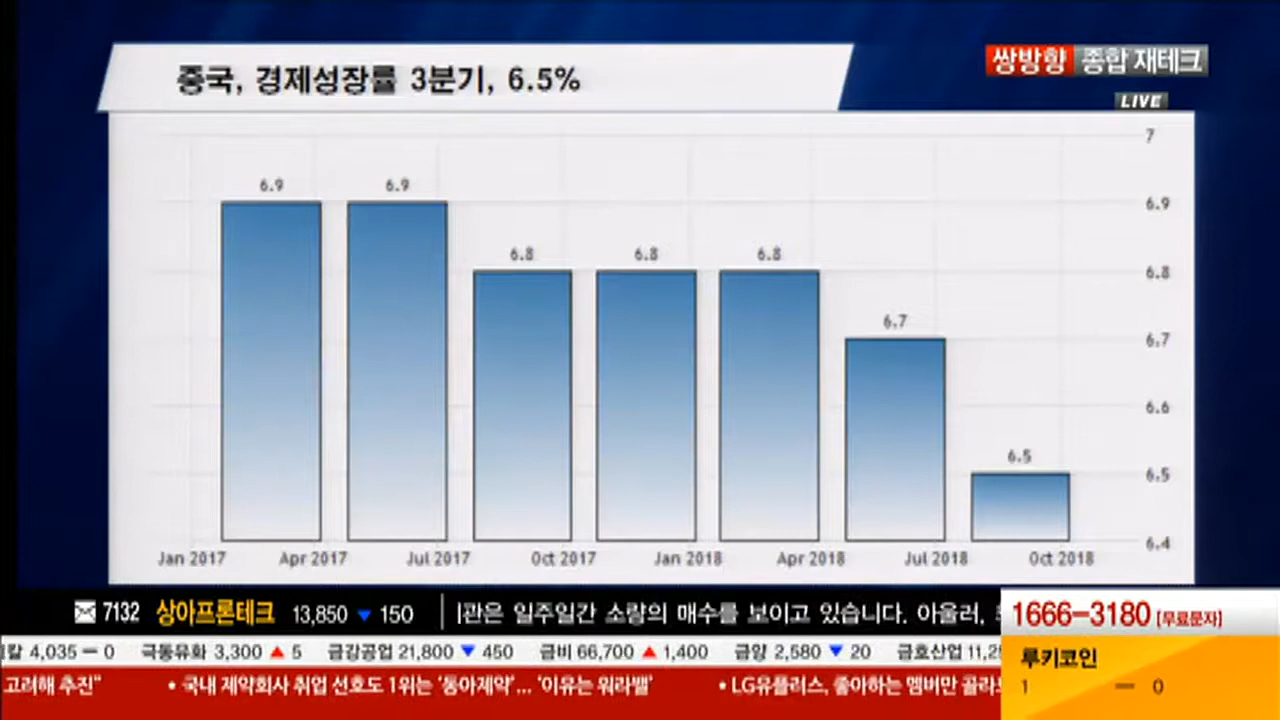 중국, 경제성장률 3분기, 6.5%
쌍방향 종합 재테크
LIVE
7
6.9
6.8
6.7
6.6
6.5
6.4
6.9 6.9 6.8 6.8 6.8 6.7 6.5
Jan 2017 Apr 2017 Jul 2017 Oct 2017 Jan 2018 Apr 2018 Jul 2018 Oct 2018
7132 상아프론테크 13,850 ▼ 150 관은 일주일간 소량의 매수를 보이고 있습니다. 아울러,
1666-3180 [무료문자]
칼 4,035 - 0 극동유화 3,300 ▲ 5 금강공업 21,800 ▼ 450 금비 66,700 ▲ 1,400 금양 2,580 ▼ 20 금호산업 11,2
루키코인
1 - 0
고려해 추진" • 국내 제약회사 취업 선호도 1위는 '동아제약'... '이유는 워라밸' • LG유플러스, 좋아하는 멤버만 골라